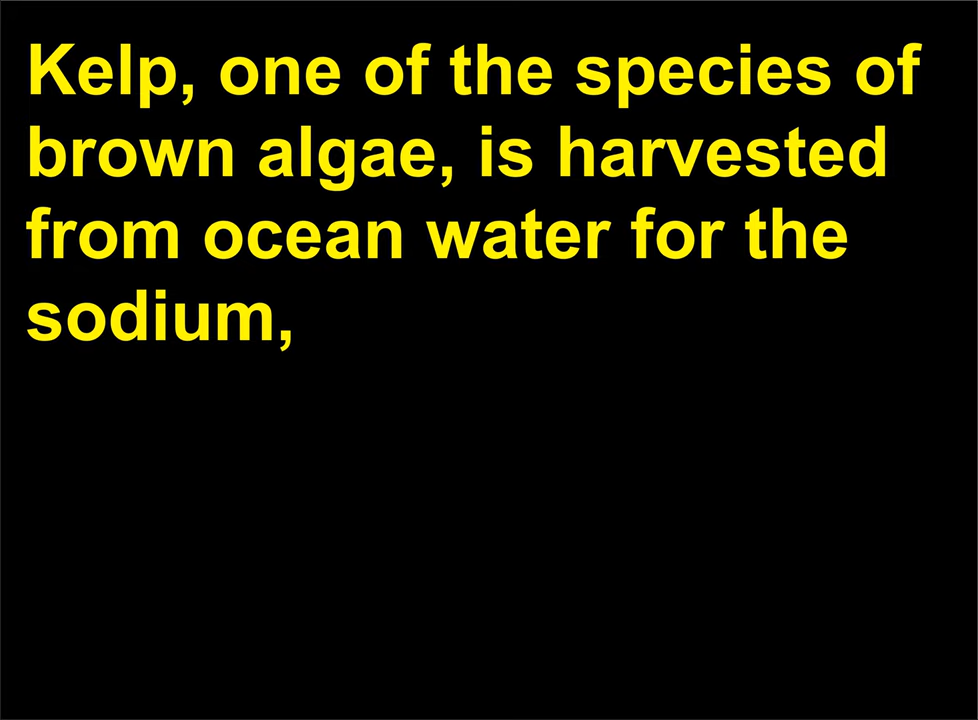 Kelp, one of the species of
brown algae, is harvested
from ocean water for the
sodium,